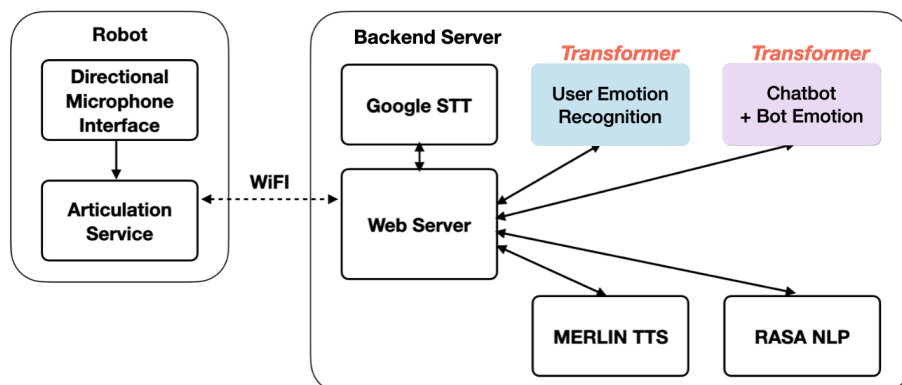 Robot
Directional
Microphone
Interface
Articulation
Service
WiFI
Backend Server
Google STT
Web Server
Transformer
User Emotion
Recognition
Transformer
Chatbot
+ Bot Emotion
MERLIN TTS
RASA NLP